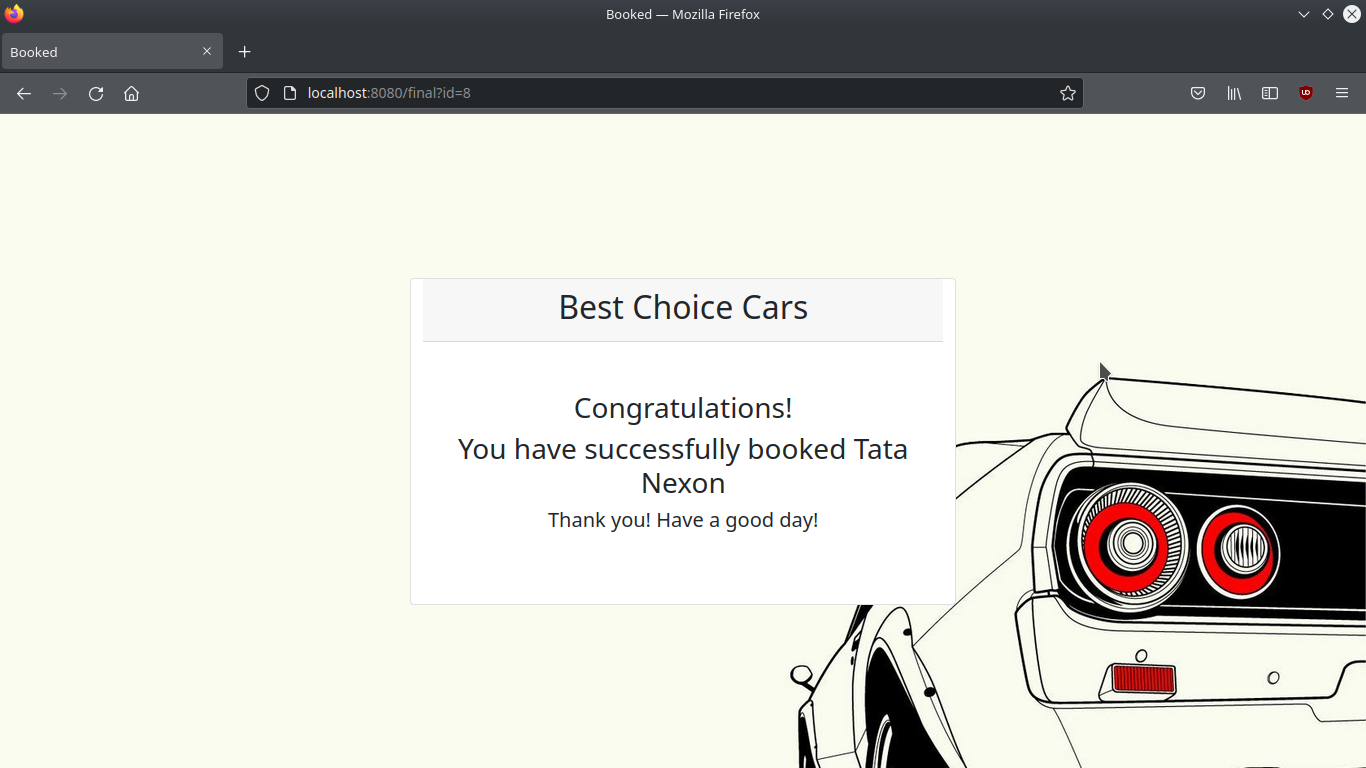 Booked — Mozilla Firefox
Booked
localhost:8080/final?id=8
Best Choice Cars
Congratulations!
You have successfully booked Tata
Nexon
Thank you! Have a good day!